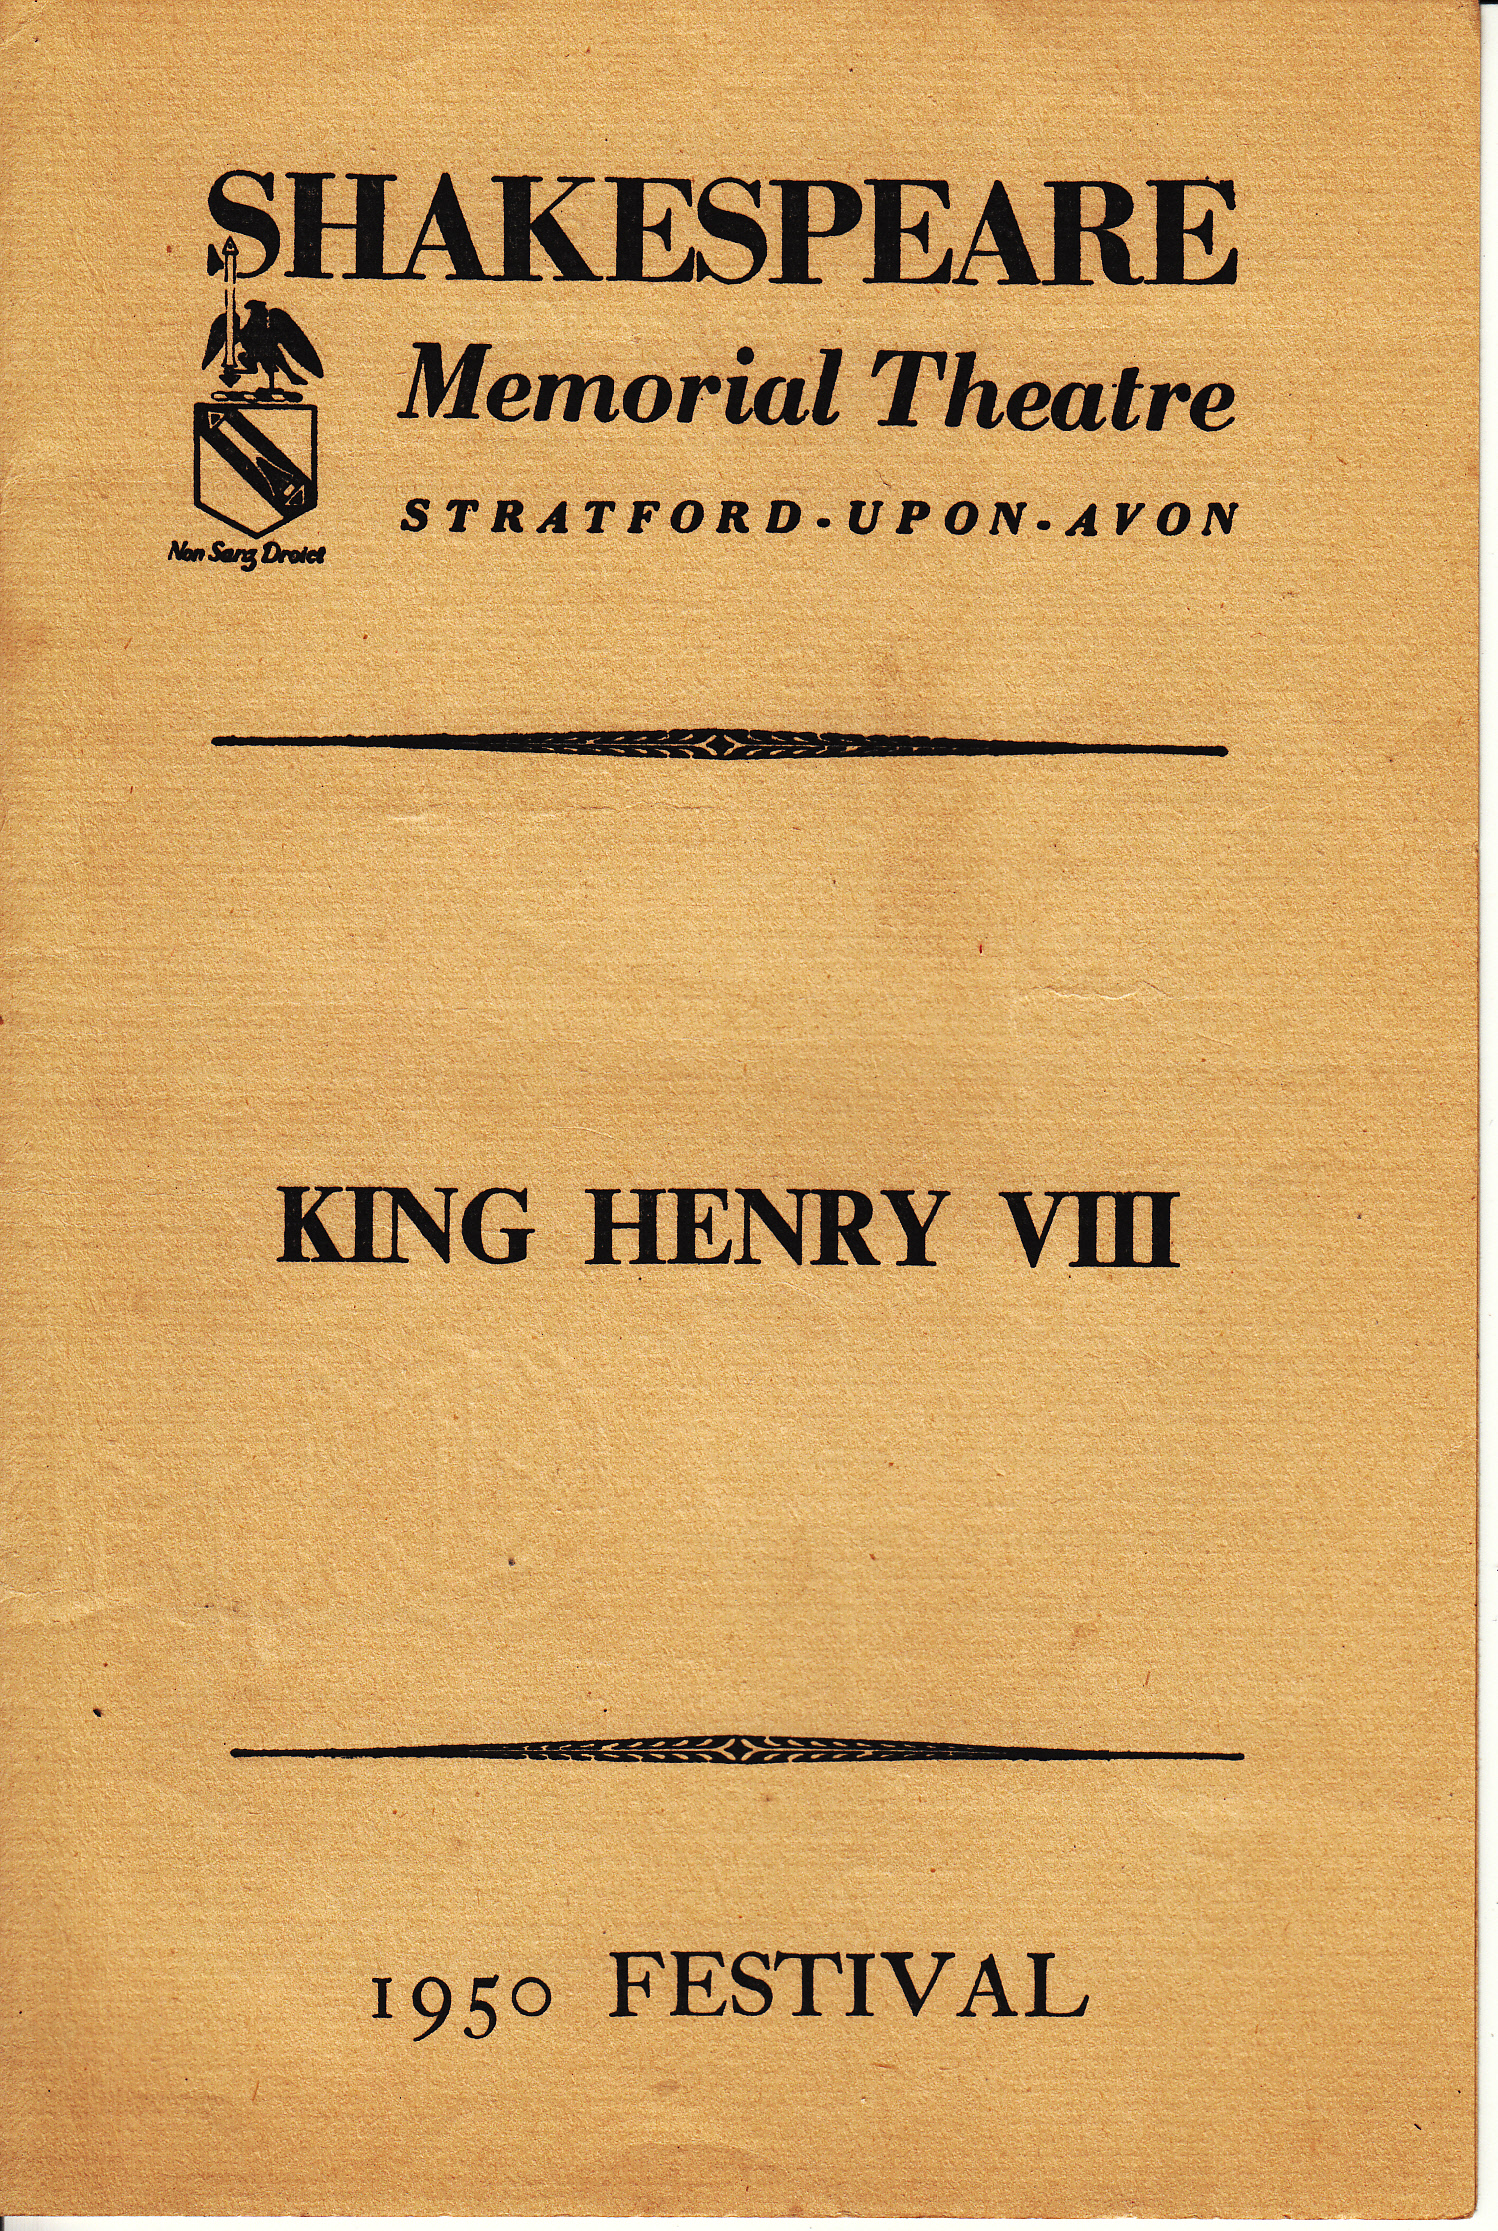 SHAKESPEARE
Memorial Theatre
STRATFORD-UPON-AVON
Non Sanz Droict
KING HENRY VIII
1950 FESTIVAL